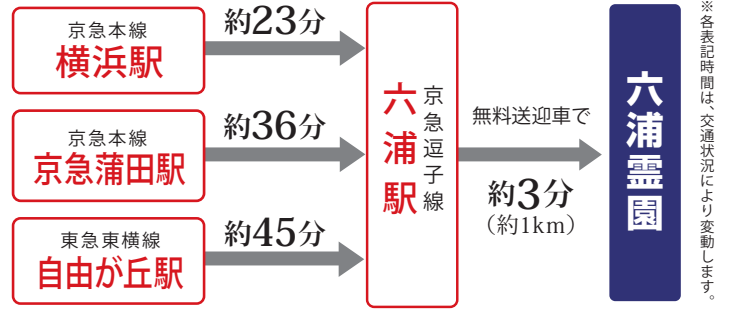 京急本線
横浜駅
約23分
京急本線
京急蒲田駅
約36分
東急東横線
自由が丘駅
約45分
京急逗子線
六浦駅
無料送迎車で
約3分
（約1km）
六浦霊園
※各表記時間は、交通状況により変動します。